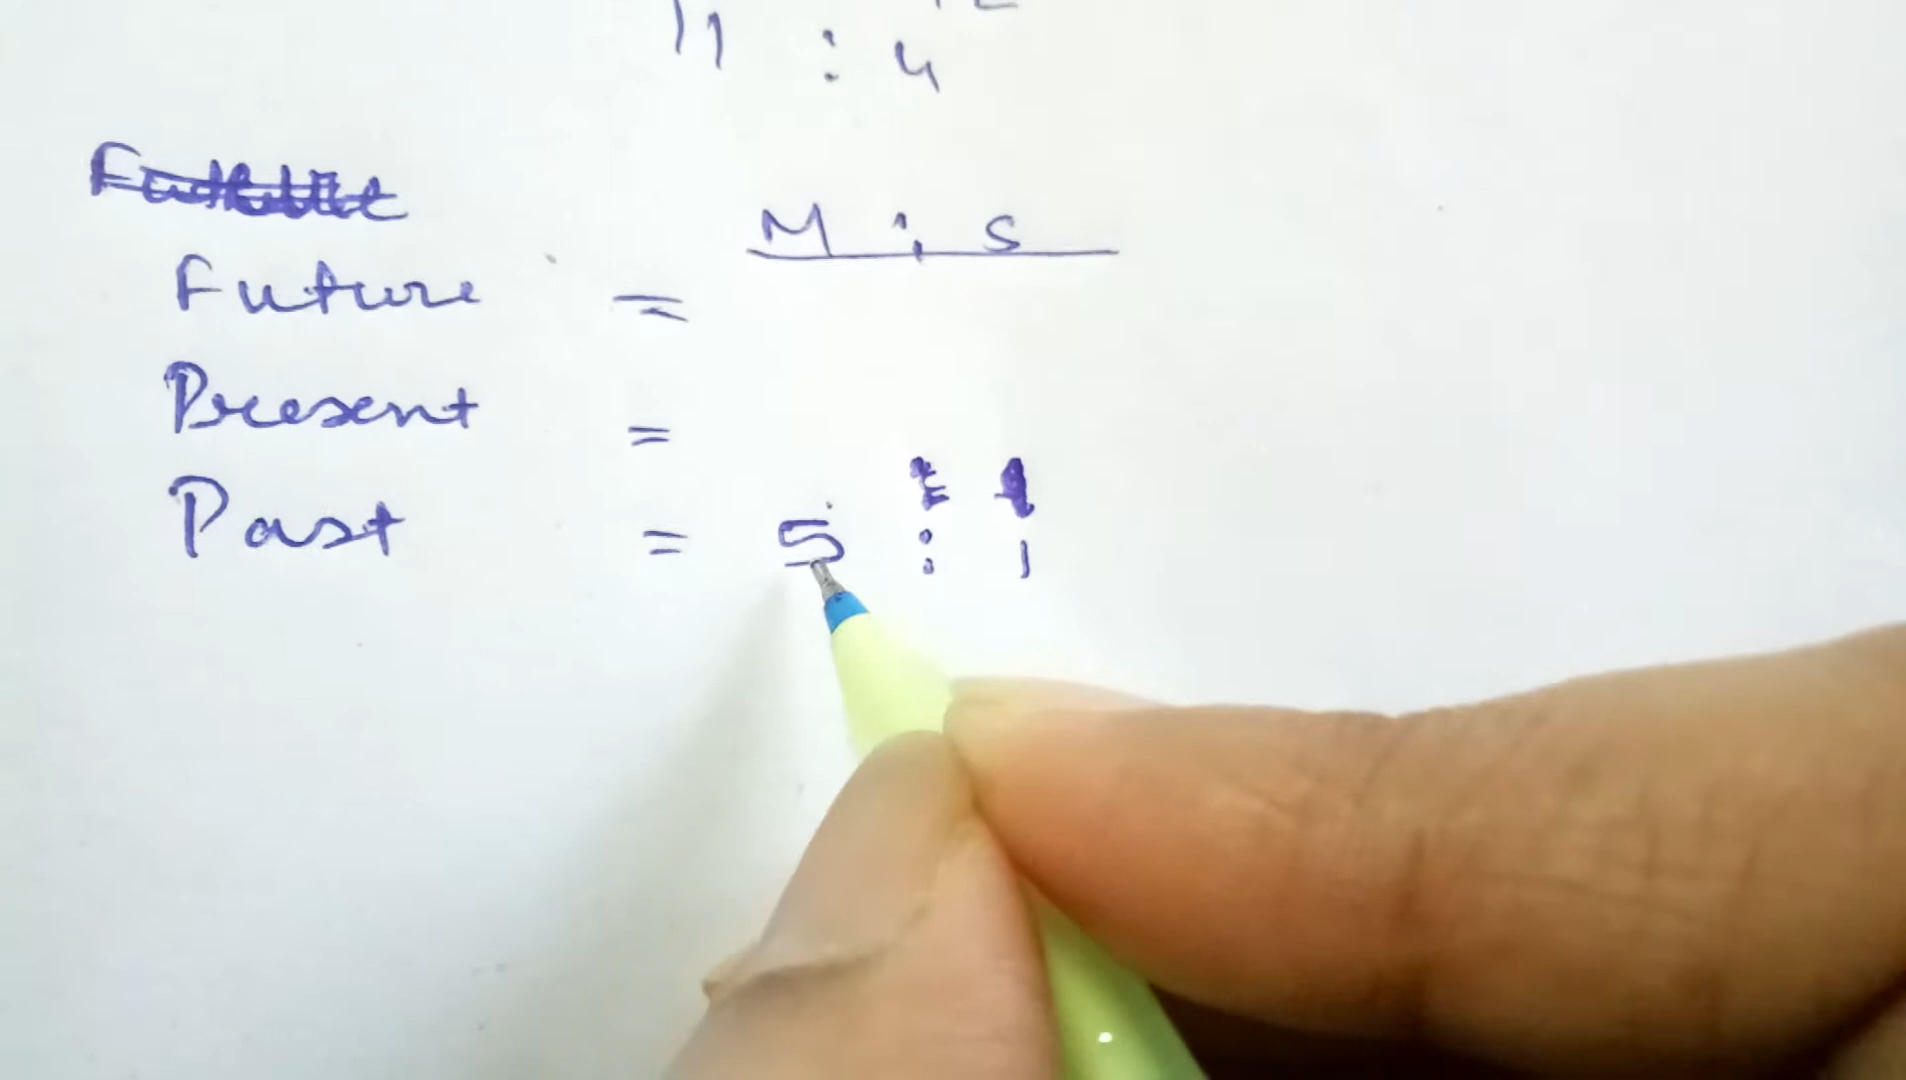 11 : 4
M : S
Future =
Present =
Past = 5 : 1